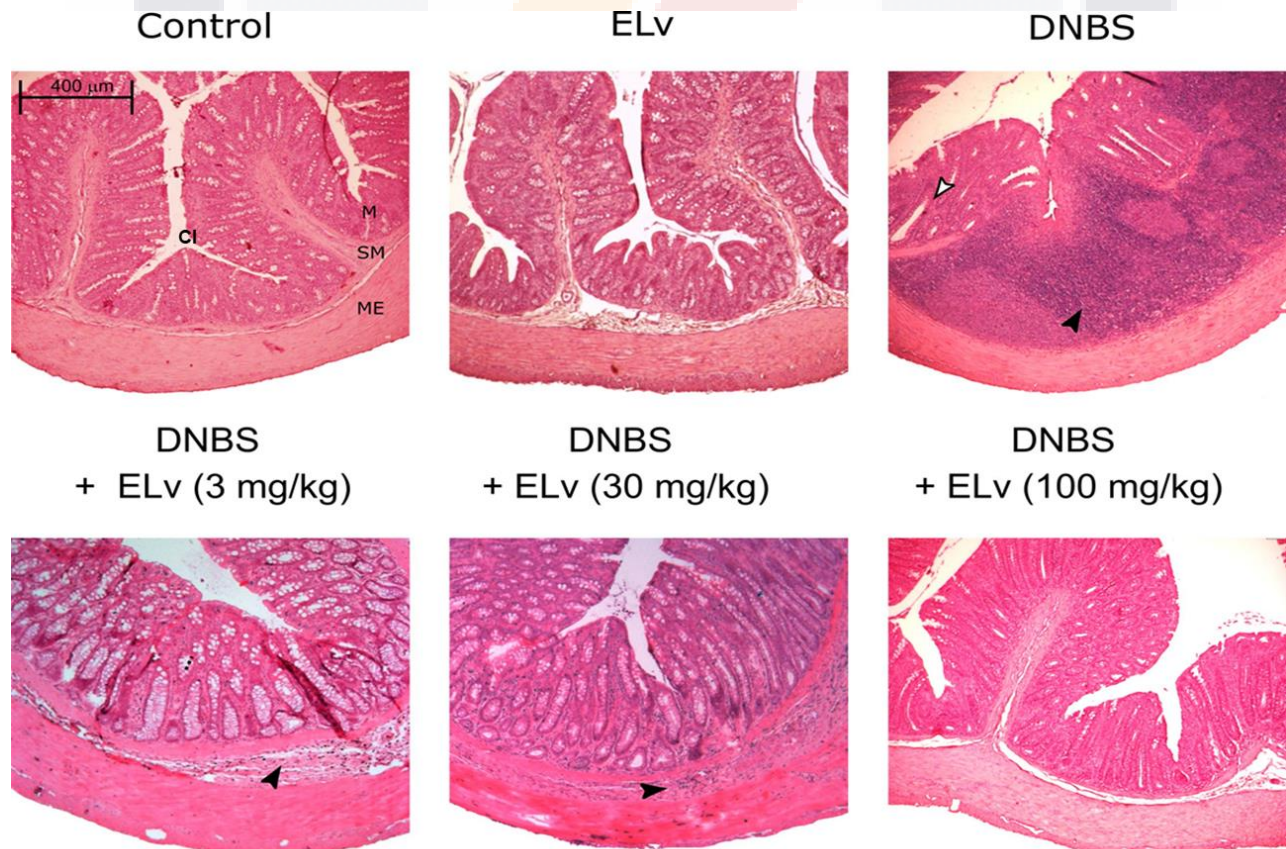 Control
ELv
DNBS
400 μm
M
CI
SM
ME
DNBS
+ ELv (3 mg/kg)
DNBS
+ ELv (30 mg/kg)
DNBS
+ ELv (100 mg/kg)